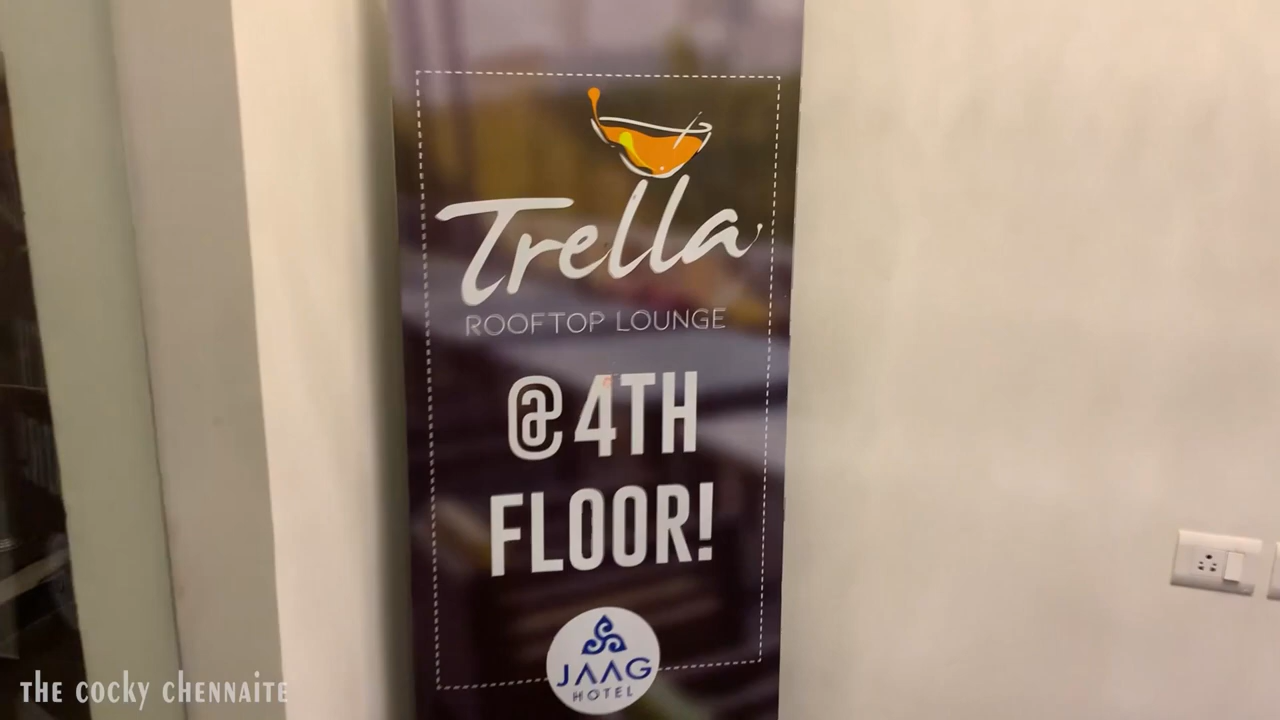 Trella
ROOFTOP LOUNGE
@4TH
FLOOR!
JAAG
HOTEL
THE COCKY CHENNAITE